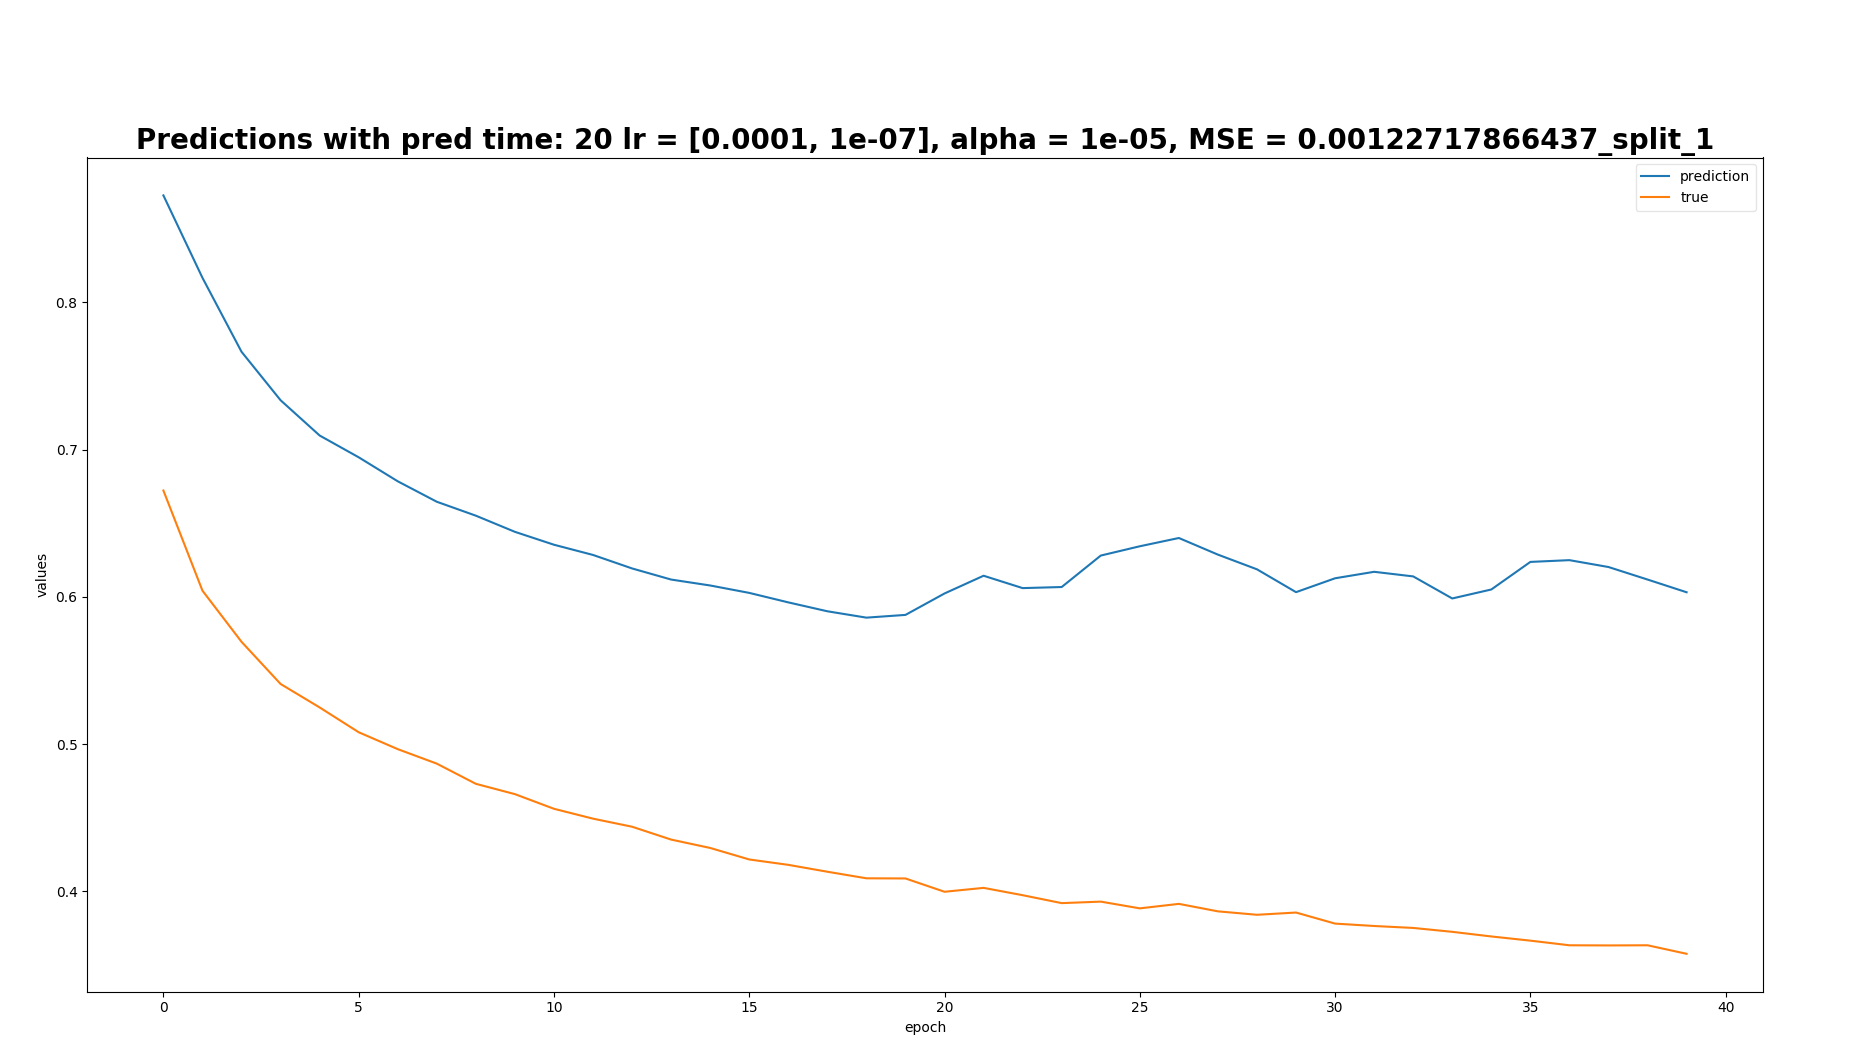 Predictions with pred time: 20 lr = [0.0001, 1e-07], alpha = 1e-05, MSE = 0.00122717866437_split_1
prediction
true
0.8
0.7
0.6
0.5
0.4
values
0 5 10 15 20 25 30 35 40
epoch